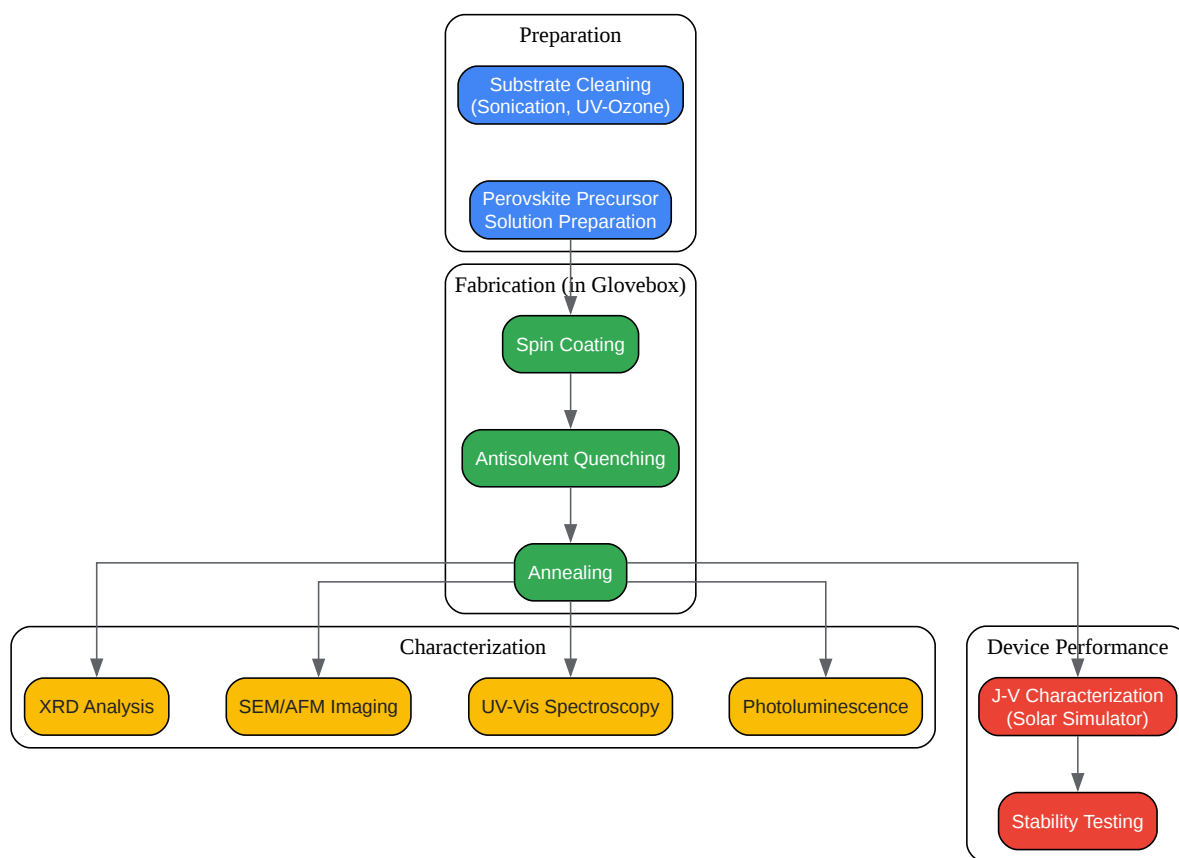 Preparation
Substrate Cleaning
(Sonication, UV-Ozone)
Perovskite Precursor
Solution Preparation
Fabrication (in Glovebox)
Spin Coating
Antisolvent Quenching
Annealing
Characterization
XRD Analysis
SEM/AFM Imaging
UV-Vis Spectroscopy
Photoluminescence
Device Performance
J-V Characterization
(Solar Simulator)
Stability Testing